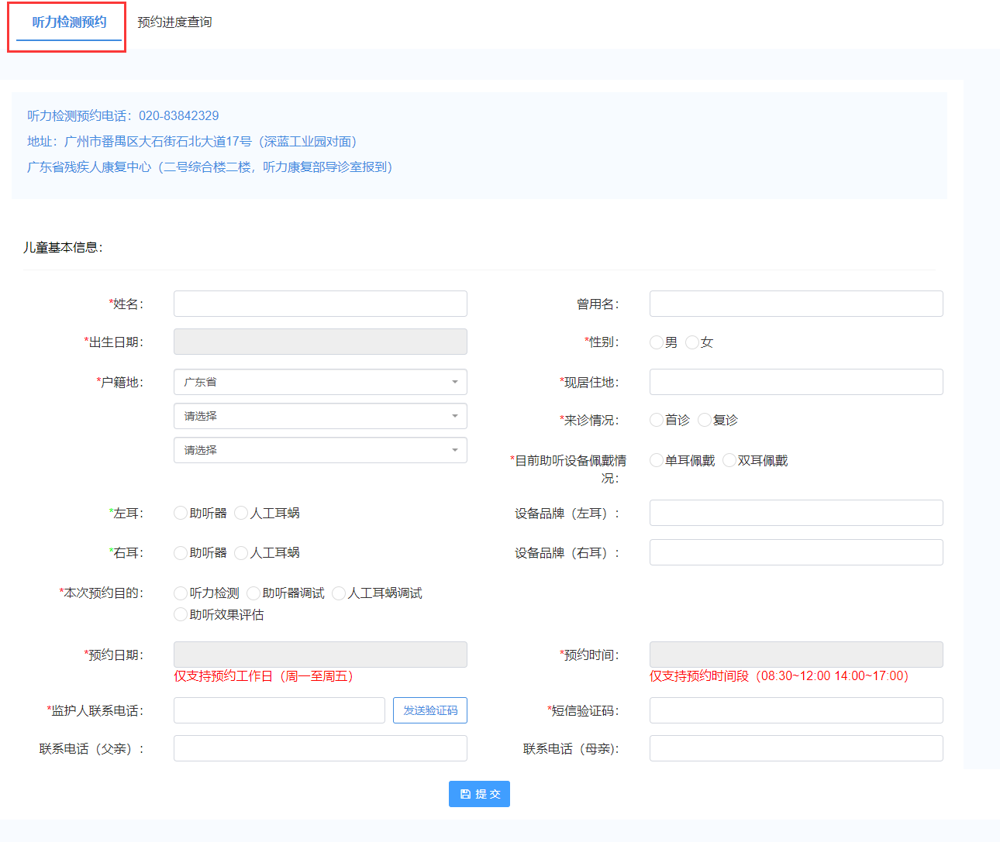 听力检测预约 预约进度查询
听力检测预约电话：020-83842329
地址：广州市番禺区大石街石北大道17号（深蓝工业园对面）
广东省残疾人康复中心（二号综合楼二楼，听力康复部导诊室报到）
儿童基本信息：
*姓名： 曾用名：
*出生日期： *性别： 男 女
*户籍地： 广东省 *现居住地：
请选择 *来诊情况： 首诊 复诊
请选择 *目前助听设备佩戴情 单耳佩戴 双耳佩戴
况：
*左耳： 助听器 人工耳蜗 设备品牌（左耳）：
*右耳： 助听器 人工耳蜗 设备品牌（右耳）：
*本次预约目的： 听力检测 助听器调试 人工耳蜗调试
助听效果评估
*预约日期： *预约时间：
仅支持预约工作日（周一至周五） 仅支持预约时间段（08:30~12:00 14:00~17:00）
*监护人联系电话： 发送验证码 *短信验证码：
联系电话（父亲）： 联系电话（母亲)：
提 交